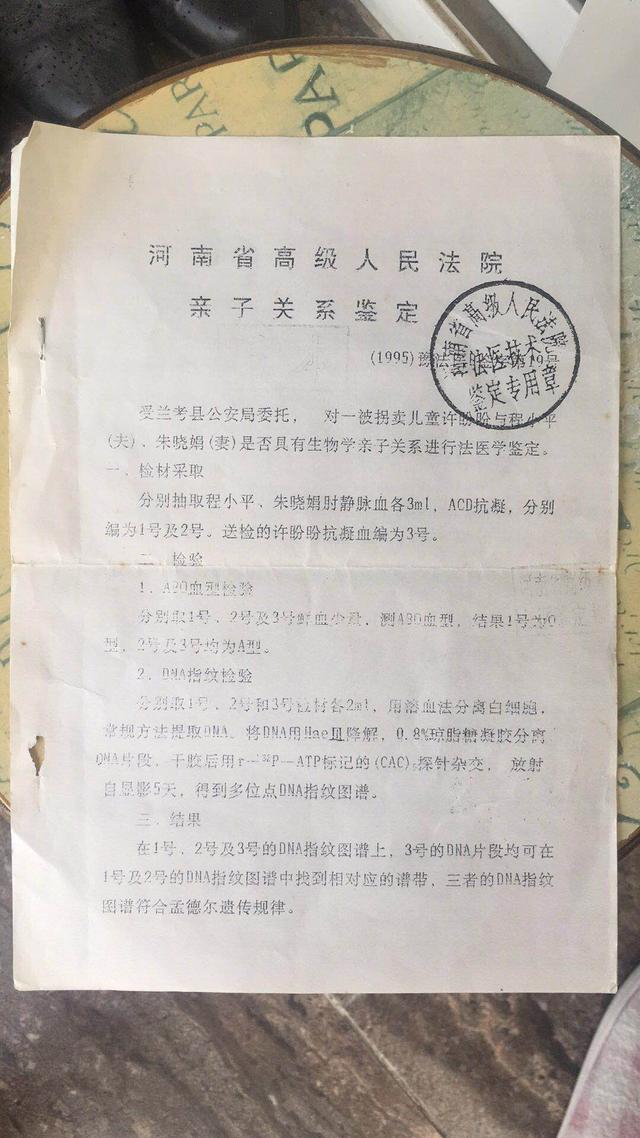 PAR
PAR
PAR
河南省高级人民法院
亲子关系鉴定
(1995)豫法
第19号
河南省高级人民法院
法医技术
鉴定专用章
受兰考县公安局委托， 对一被拐卖儿童许盼盼与程小平
(夫)、朱晓娟(妻)是否具有生物学亲子关系进行法医学鉴定。
一、检材采取
分别抽取程小平、朱晓娟肘静脉血各3ml，ACD抗凝，分别
编为1号及2号。送检的许盼盼抗凝血编为3号。
二、检验
1．ABO血型检验
分别取1号、2号及3号鲜血少量，测ABO血型，结果1号为O
型，2号及3号均为A型。
2．DNA指纹检验
分别取1号、2号和3号检材各2ml，用溶血法分离白细胞，
常规方法提取DNA。将DNA用HaeⅢ降解，0.8%琼脂糖凝胶分离
DNA片段，干胶后用r-³²P-ATP标记的(CAC)₅探针杂交， 放射
自显影5天，得到多位点DNA指纹图谱。
三、结果
在1号、2号及3号的DNA指纹图谱上，3号的DNA片段均可在
1号及2号的DNA指纹图谱中找到相对应的谱带，三者的DNA指纹
图谱符合孟德尔遗传规律。